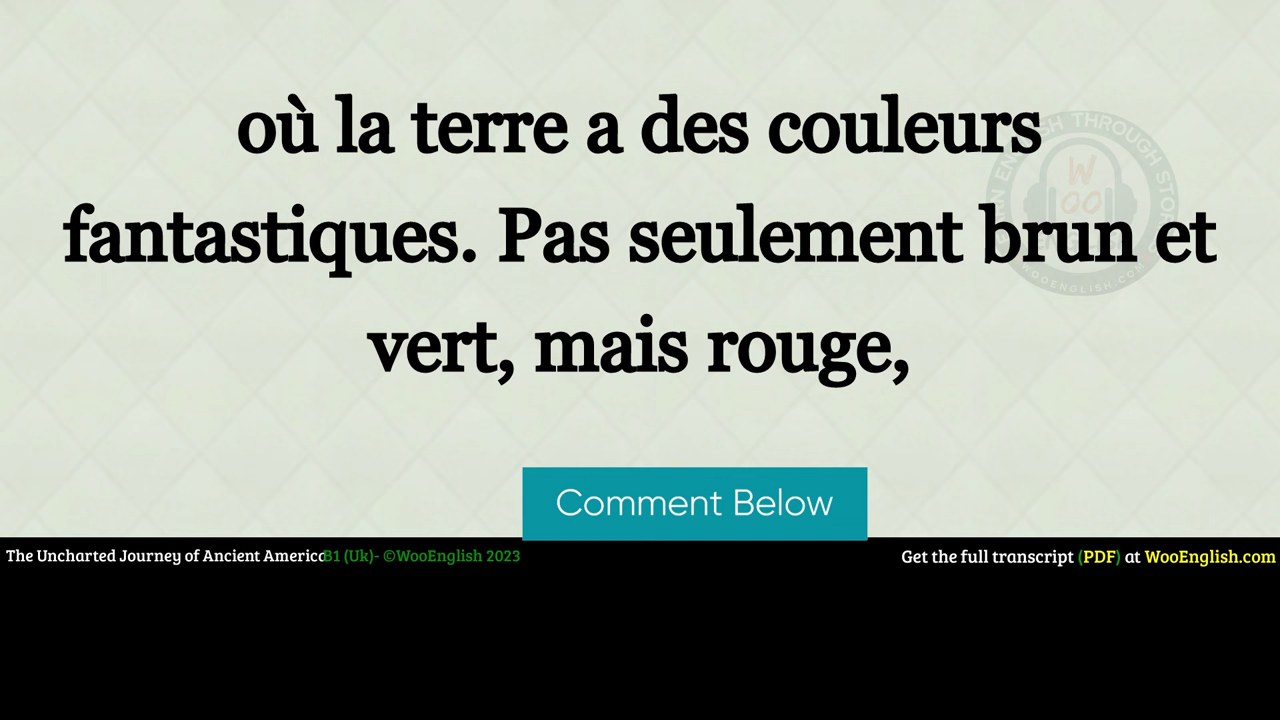 où la terre a des couleurs
fantastiques. Pas seulement brun et
vert, mais rouge,
Comment Below
The Uncharted Journey of Ancient America B1 (Uk)- ©WooEnglish 2023
Get the full transcript (PDF) at WooEnglish.com